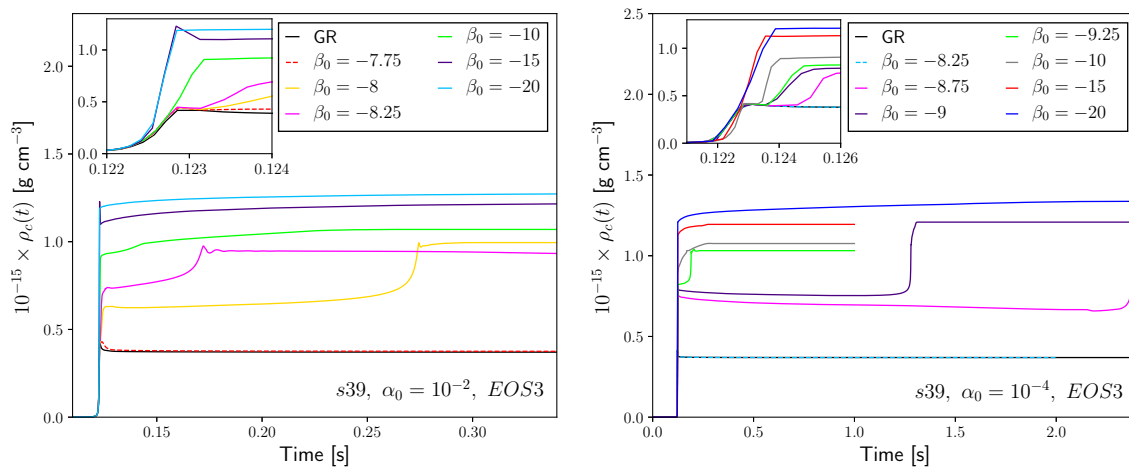 GR
β₀ = −7.75
β₀ = −8
β₀ = −8.25
β₀ = −10
β₀ = −15
β₀ = −20
1.0
0.5
0.0
0.122 0.123 0.124
2.0
1.5
1.0
0.5
0.0
10⁻¹⁵ × ρ_c(t) [g cm⁻³]
s39, α₀ = 10⁻², EOS3
0.15 0.20 0.25 0.30
Time [s]
GR
β₀ = −8.25
β₀ = −8.75
β₀ = −9
β₀ = −9.25
β₀ = −10
β₀ = −15
β₀ = −20
1.0
0.5
0.0
0.122 0.124 0.126
2.5
2.0
1.5
1.0
0.5
0.0
10⁻¹⁵ × ρ_c(t) [g cm⁻³]
s39, α₀ = 10⁻⁴, EOS3
0.0 0.5 1.0 1.5 2.0
Time [s]